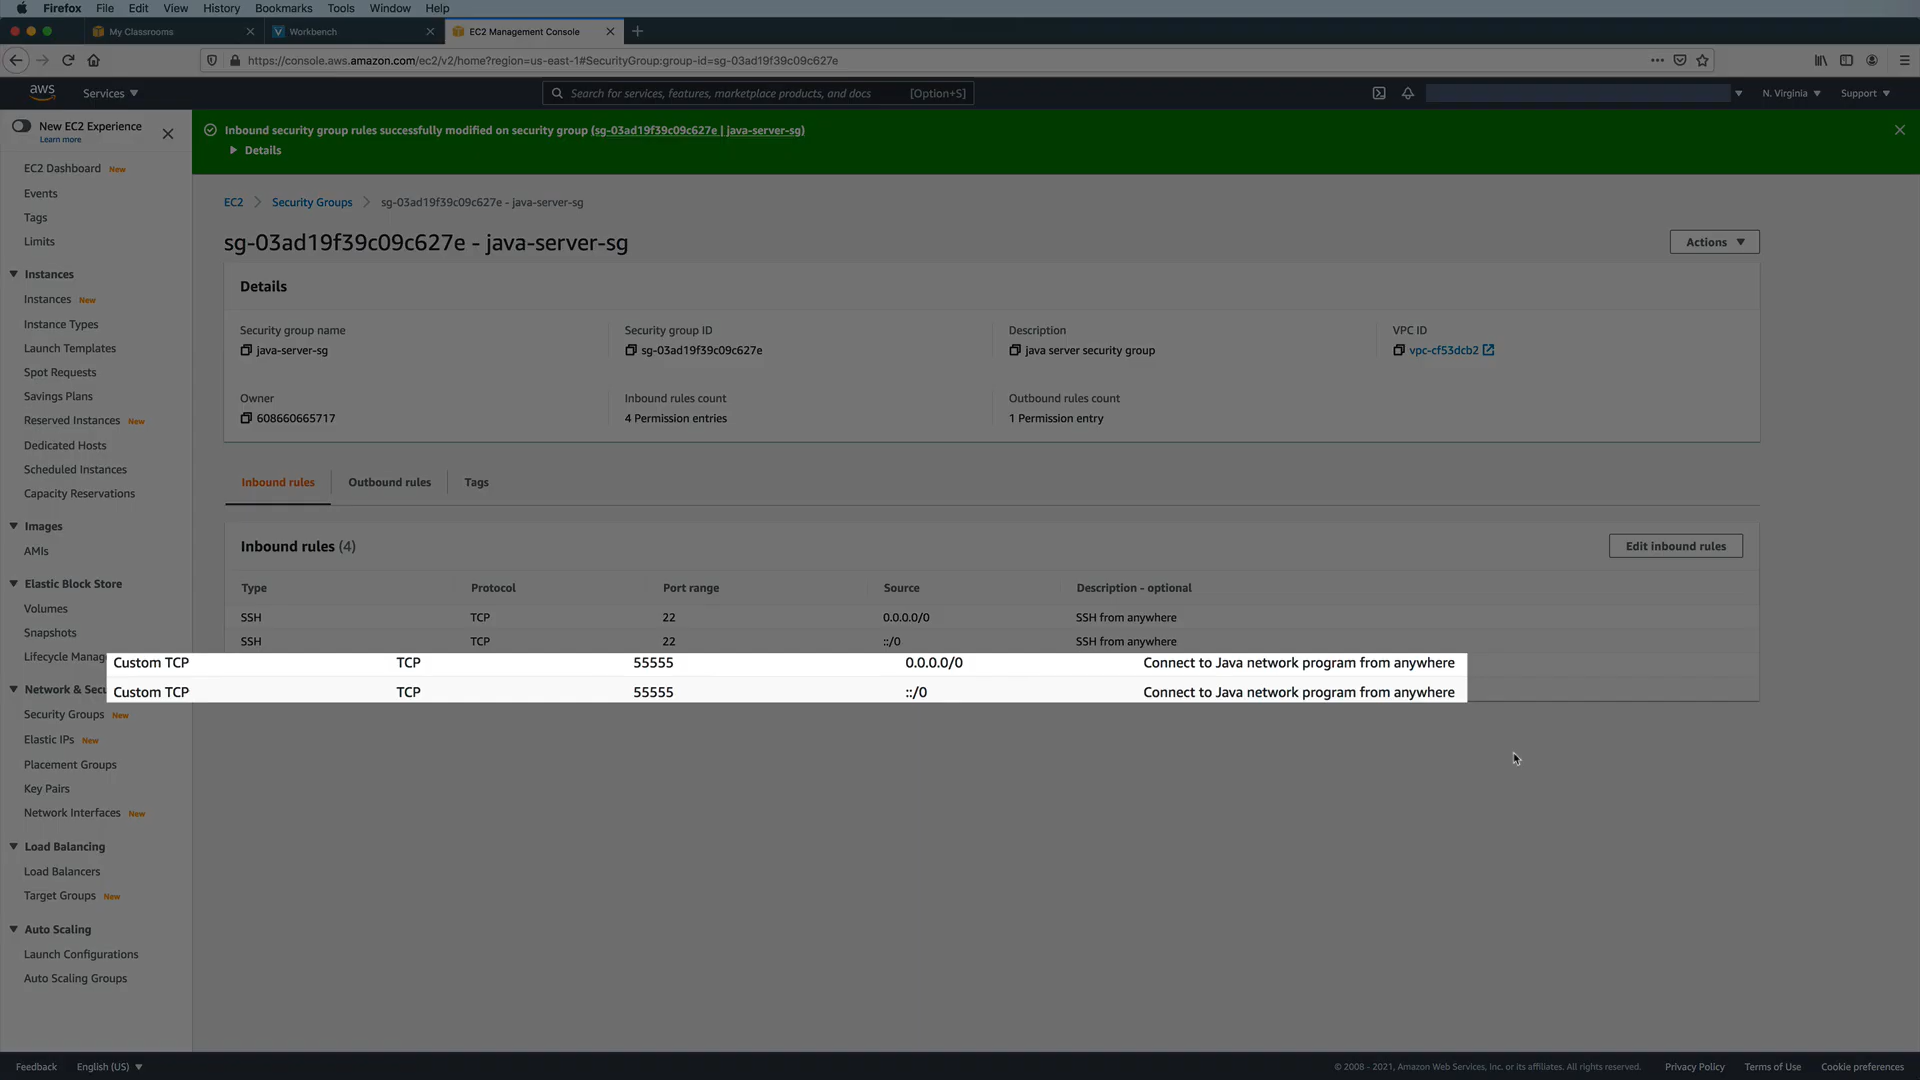 Firefox File Edit View History Bookmarks Tools Window Help
My Classrooms
Workbench
EC2 Management Console
https://console.aws.amazon.com/ec2/v2/home?region=us-east-1#SecurityGroup:group-id=sg-03ad19f39c09c627e
aws
Services
Search for services, features, marketplace products, and docs [Option+S]
N. Virginia
Support
New EC2 Experience
Learn more
EC2 Dashboard New
Events
Tags
Limits
Instances
Instances New
Instance Types
Launch Templates
Spot Requests
Savings Plans
Reserved Instances New
Dedicated Hosts
Scheduled Instances
Capacity Reservations
Images
AMIs
Elastic Block Store
Volumes
Snapshots
Lifecycle Manag
Network & Secu
Security Groups New
Elastic IPs New
Placement Groups
Key Pairs
Network Interfaces New
Load Balancing
Load Balancers
Target Groups New
Auto Scaling
Launch Configurations
Auto Scaling Groups
Inbound security group rules successfully modified on security group (sg-03ad19f39c09c627e | java-server-sg)
Details
EC2 > Security Groups > sg-03ad19f39c09c627e - java-server-sg
sg-03ad19f39c09c627e - java-server-sg
Actions
Details
Security group name Security group ID Description VPC ID
java-server-sg sg-03ad19f39c09c627e java server security group vpc-cf53dcb2
Owner Inbound rules count Outbound rules count
608660665717 4 Permission entries 1 Permission entry
Inbound rules Outbound rules Tags
Inbound rules (4)
Edit inbound rules
Type Protocol Port range Source Description - optional
SSH TCP 22 0.0.0.0/0 SSH from anywhere
SSH TCP 22 ::/0 SSH from anywhere
Custom TCP TCP 55555 0.0.0.0/0 Connect to Java network program from anywhere
Custom TCP TCP 55555 ::/0 Connect to Java network program from anywhere
Feedback English (US)
© 2008 - 2021, Amazon Web Services, Inc. or its affiliates. All rights reserved. Privacy Policy Terms of Use Cookie preferences